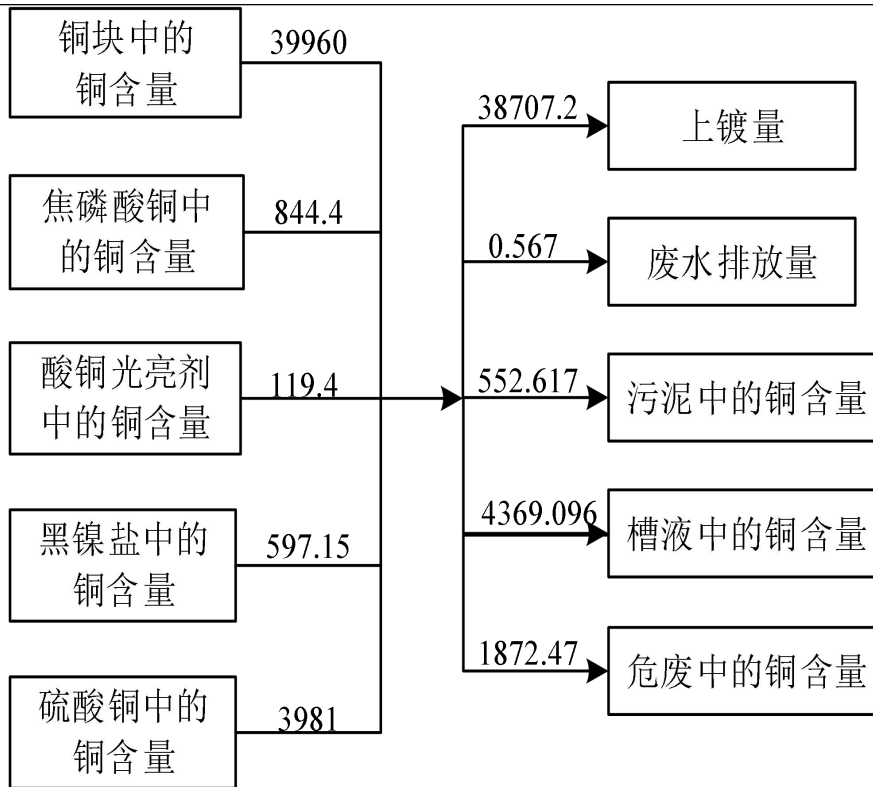 铜块中的
铜含量
39960
焦磷酸铜中
的铜含量
844.4
酸铜光亮剂
中的铜含量
119.4
黑镍盐中的
铜含量
597.15
硫酸铜中的
铜含量
3981
38707.2
上镀量
0.567
废水排放量
552.617
污泥中的铜含量
4369.096
槽液中的铜含量
1872.47
危废中的铜含量